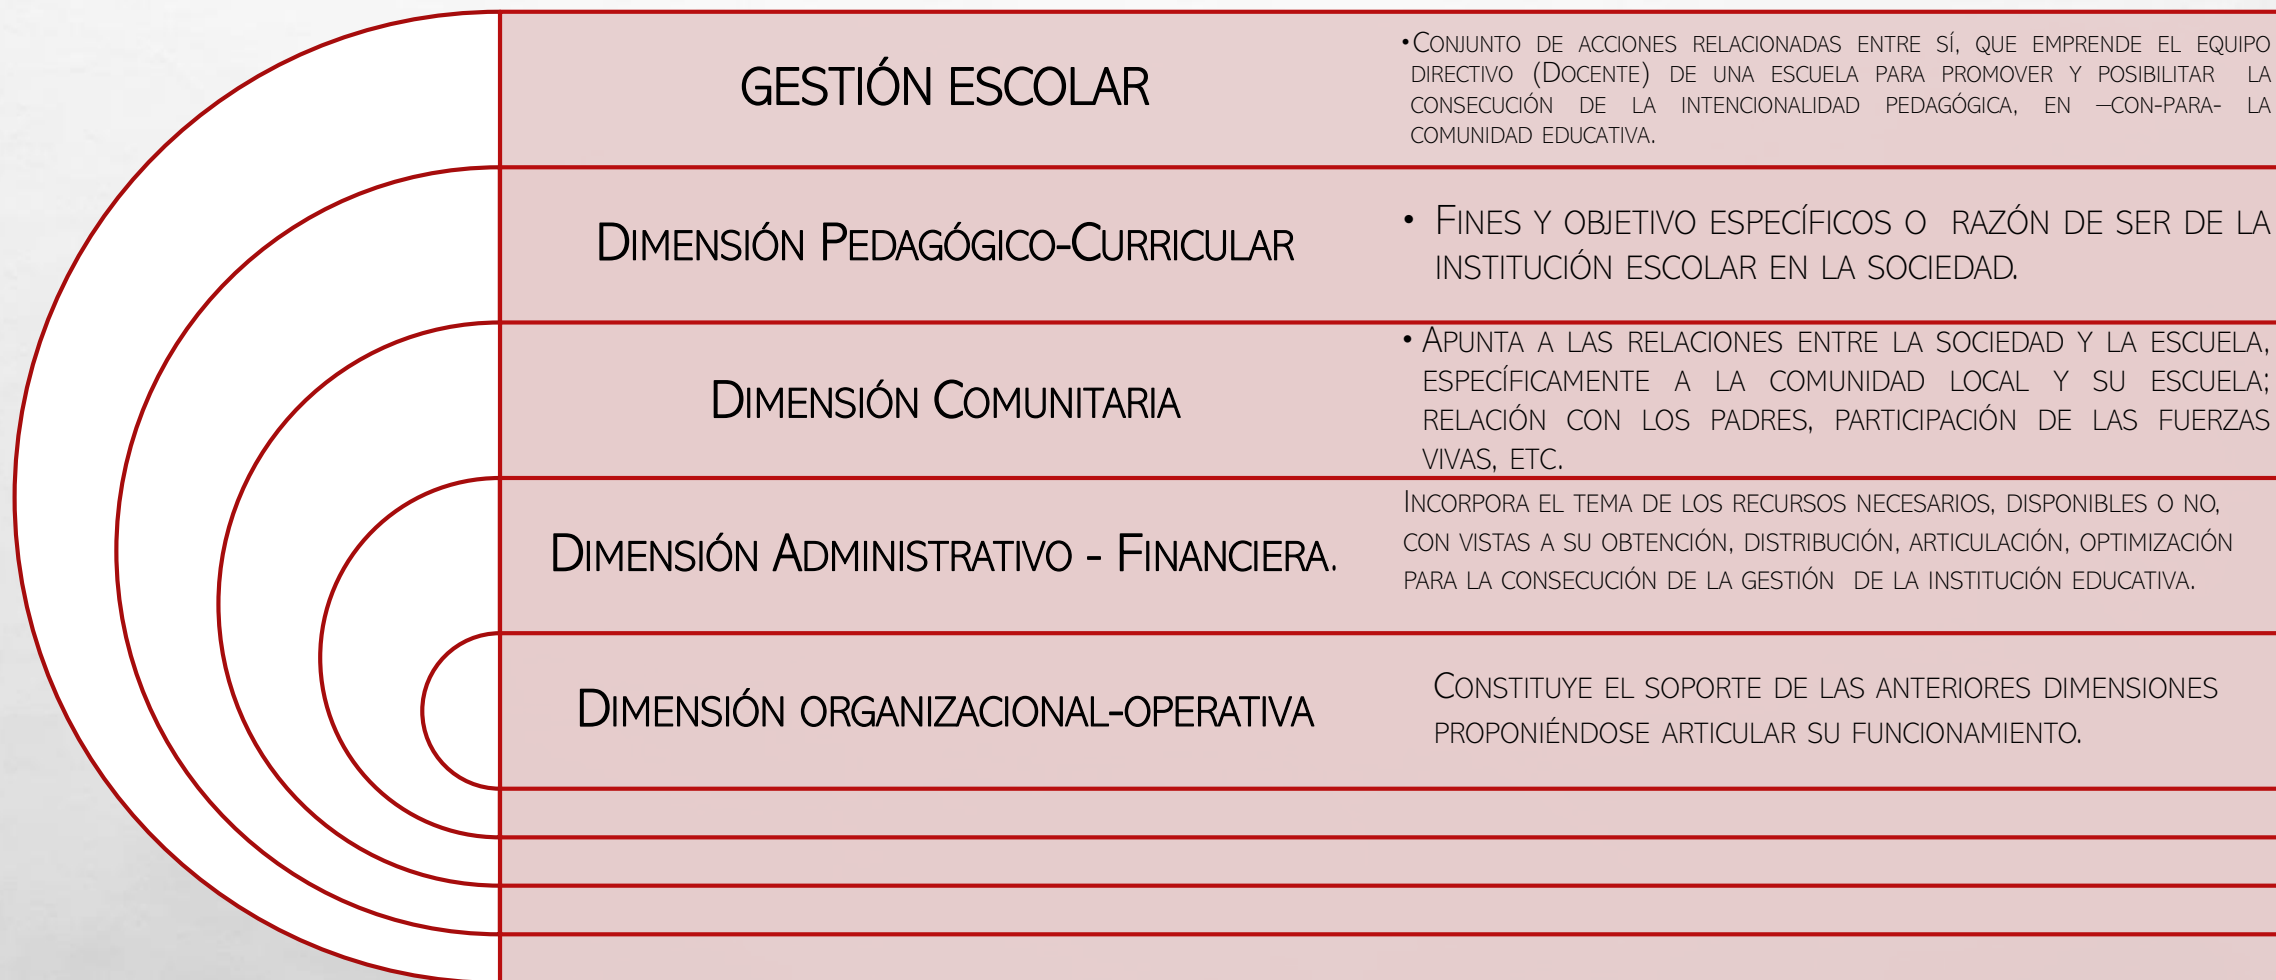 GESTIÓN ESCOLAR
•CONJUNTO DE ACCIONES RELACIONADAS ENTRE SÍ, QUE EMPRENDE EL EQUIPO
DIRECTIVO (DOCENTE) DE UNA ESCUELA PARA PROMOVER Y POSIBILITAR LA
CONSECUCIÓN DE LA INTENCIONALIDAD PEDAGÓGICA, EN –CON-PARA- LA
COMUNIDAD EDUCATIVA.
DIMENSIÓN PEDAGÓGICO-CURRICULAR
• FINES Y OBJETIVO ESPECÍFICOS O RAZÓN DE SER DE LA
INSTITUCIÓN ESCOLAR EN LA SOCIEDAD.
DIMENSIÓN COMUNITARIA
• APUNTA A LAS RELACIONES ENTRE LA SOCIEDAD Y LA ESCUELA,
ESPECÍFICAMENTE A LA COMUNIDAD LOCAL Y SU ESCUELA;
RELACIÓN CON LOS PADRES, PARTICIPACIÓN DE LAS FUERZAS
VIVAS, ETC.
DIMENSIÓN ADMINISTRATIVO - FINANCIERA.
INCORPORA EL TEMA DE LOS RECURSOS NECESARIOS, DISPONIBLES O NO,
CON VISTAS A SU OBTENCIÓN, DISTRIBUCIÓN, ARTICULACIÓN, OPTIMIZACIÓN
PARA LA CONSECUCIÓN DE LA GESTIÓN DE LA INSTITUCIÓN EDUCATIVA.
DIMENSIÓN ORGANIZACIONAL-OPERATIVA
CONSTITUYE EL SOPORTE DE LAS ANTERIORES DIMENSIONES
PROPONIÉNDOSE ARTICULAR SU FUNCIONAMIENTO.